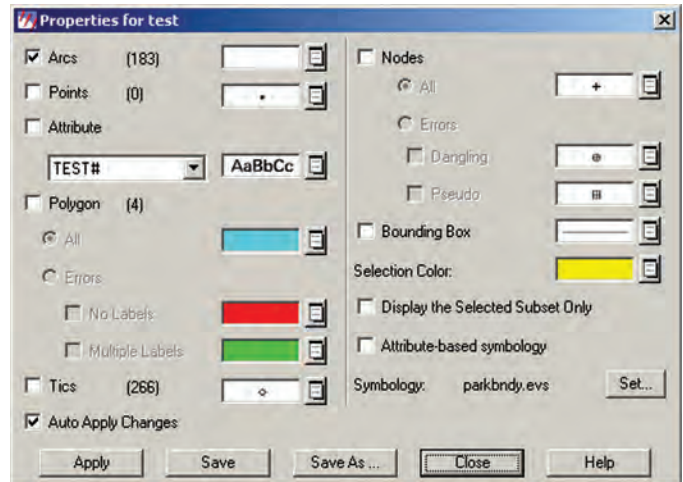 Properties for test
Arcs (183)
Points (0)
Attribute
TEST# AaBbCc
Polygon (4)
All
Errors
No Labels
Multiple Labels
Tics (266)
Auto Apply Changes
Nodes
All
Errors
Dangling
Pseudo
Bounding Box
Selection Color:
Display the Selected Subset Only
Attribute-based symbology
Symbology: parkbndy.evs Set...
Apply Save Save As ... Close Help